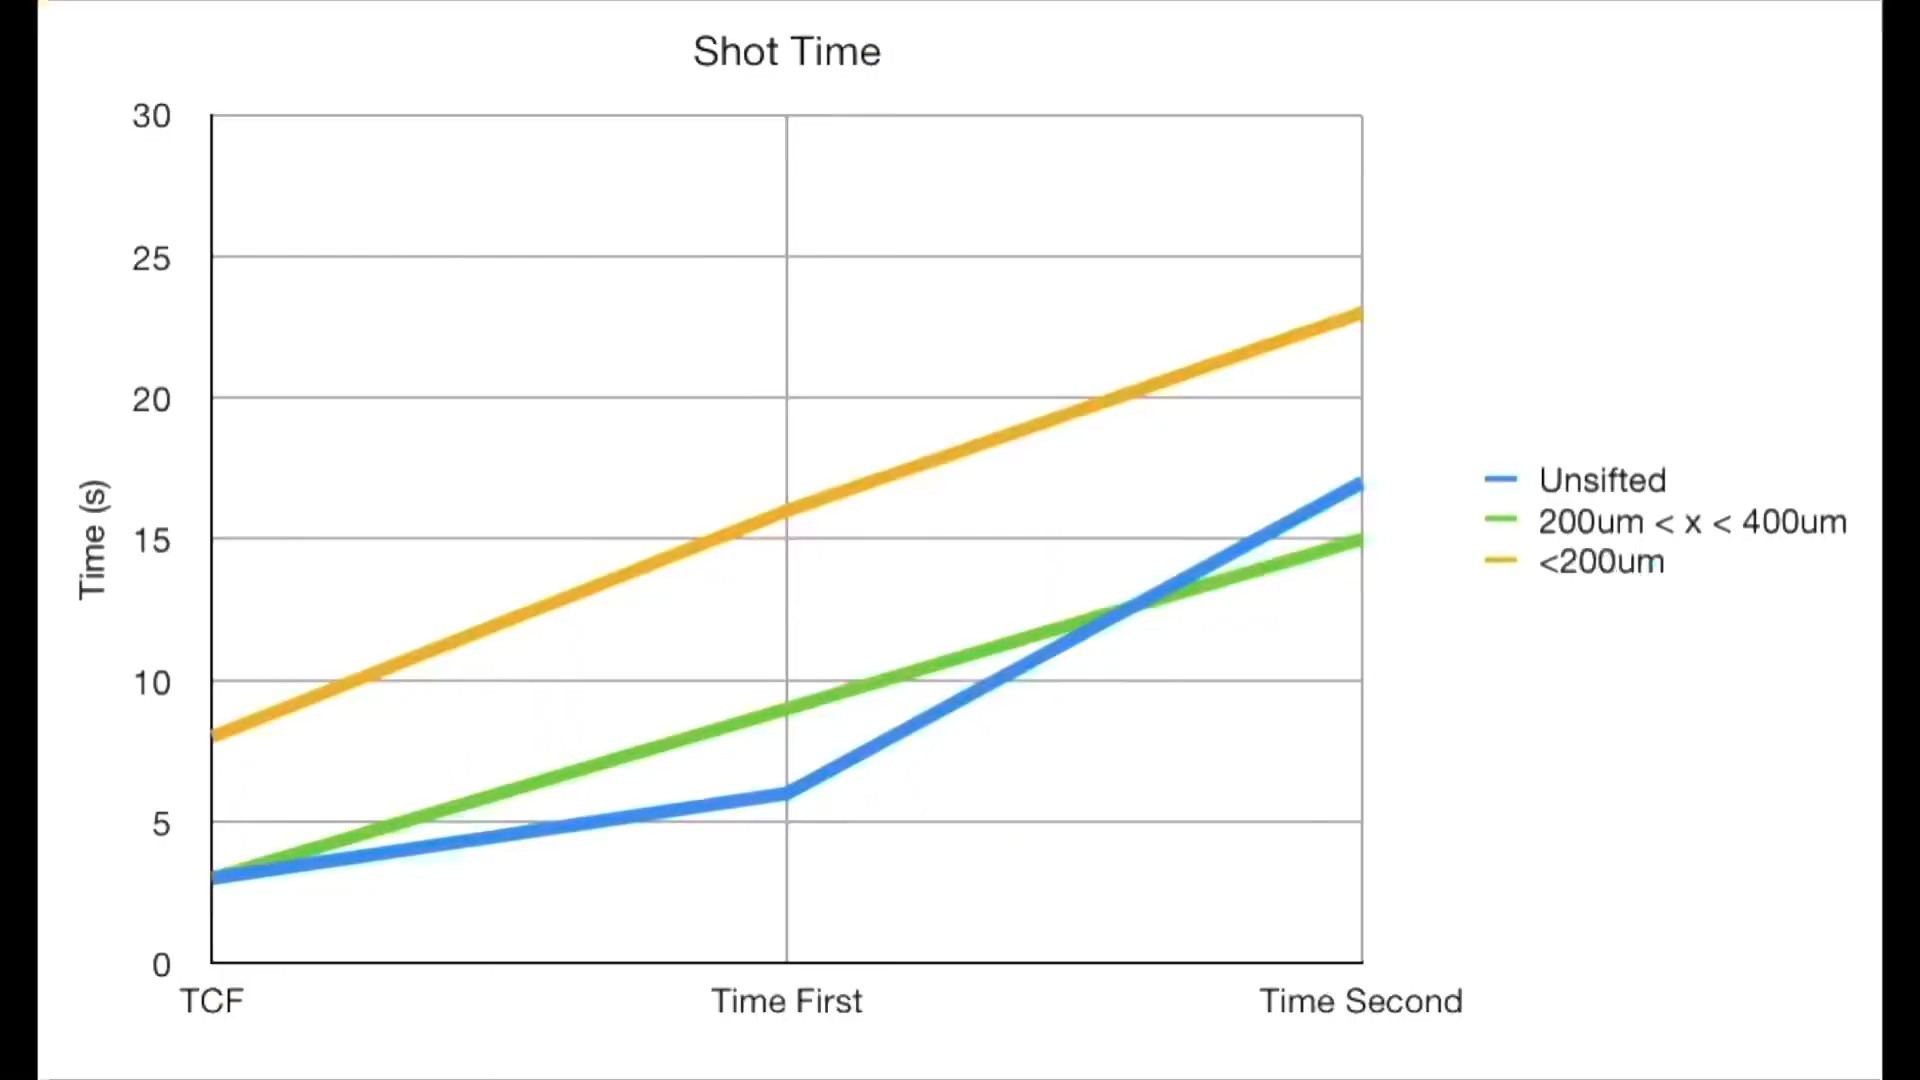 Shot Time
30
25
20
15
10
5
0
Time (s)
TCF
Time First
Time Second
Unsifted
200um < x < 400um
<200um